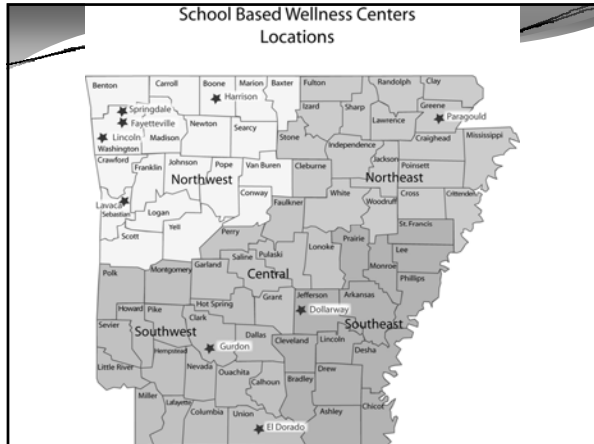 School Based Wellness Centers
Locations
Benton
Carroll
Boone
Marion
Baxter
Fulton
Randolph
Clay
Harrison
Izard
Sharp
Greene
Springdale
Fayetteville
Lawrence
Paragould
Lincoln
Madison
Newton
Searcy
Stone
Craighead
Mississippi
Washington
Independence
Crawford
Franklin
Johnson
Pope
Van Buren
Cleburne
Jackson
Poinsett
Northwest
Northeast
Lavaca
Sebastian
Logan
Conway
Faulkner
White
Woodruff
Cross
Crittenden
Scott
Yell
Perry
St. Francis
Polk
Montgomery
Garland
Saline
Pulaski
Lonoke
Prairie
Lee
Monroe
Phillips
Central
Howard
Pike
Hot Spring
Grant
Jefferson
Arkansas
Dollarway
Sevier
Clark
Southwest
Southeast
Dallas
Cleveland
Lincoln
Desha
Hempstead
Gurdon
Little River
Nevada
Ouachita
Drew
Calhoun
Bradley
Miller
Lafayette
Columbia
Union
Ashley
Chicot
El Dorado